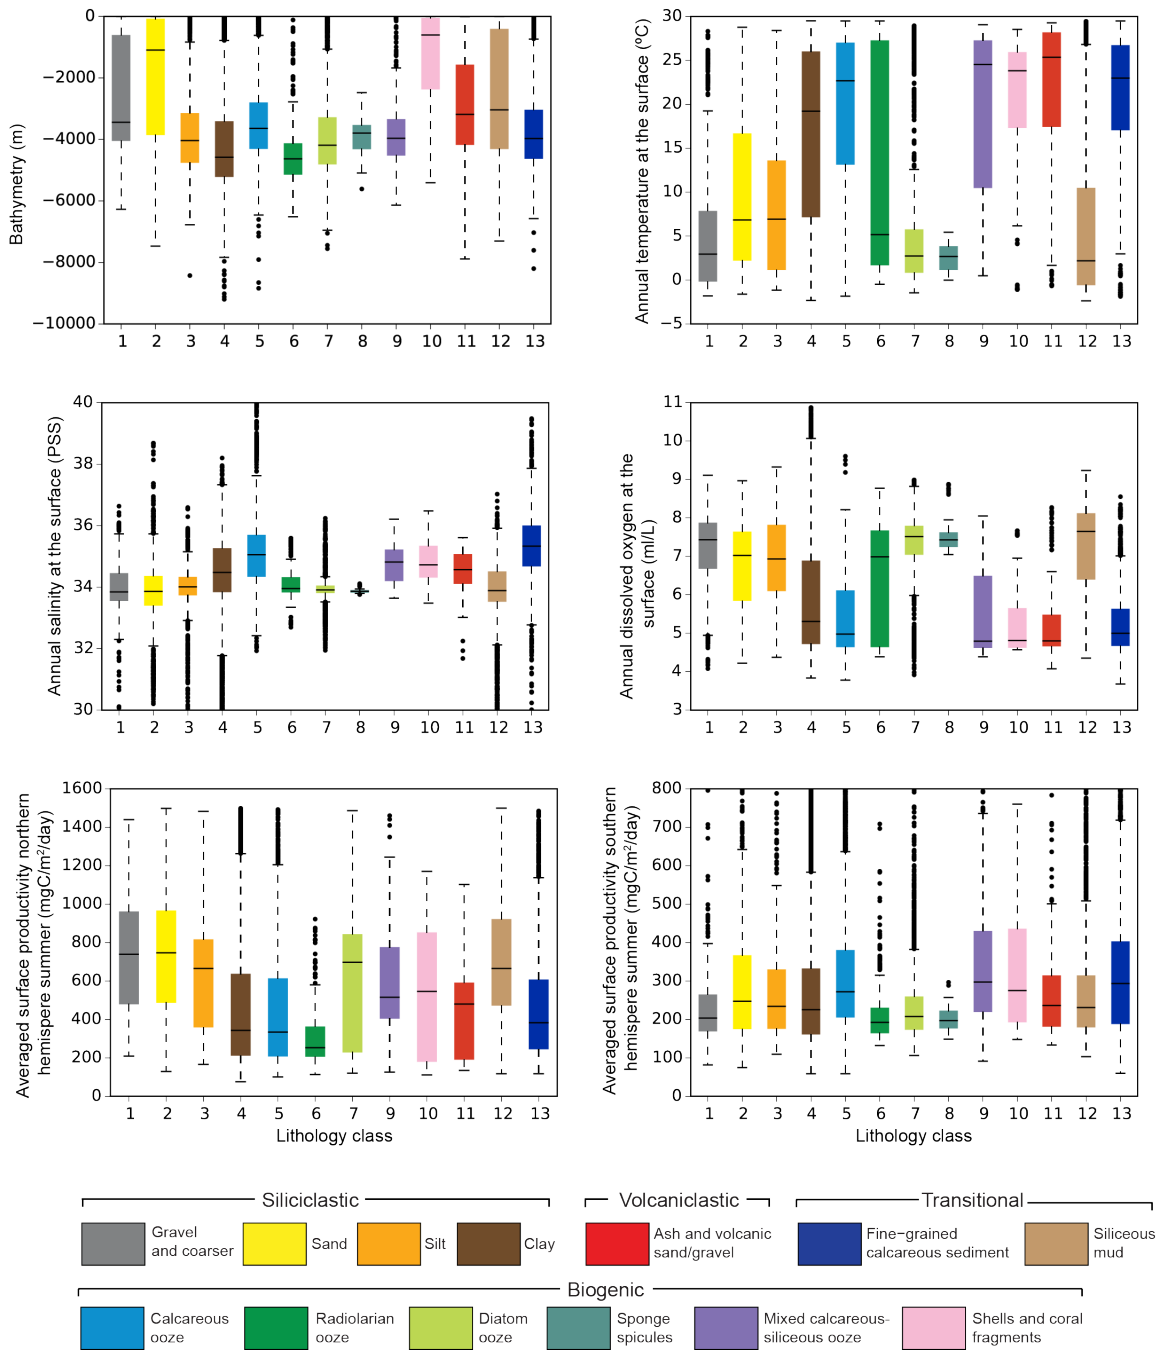 Bathymetry (m)
0
−2000
−4000
−6000
−8000
−10000
1 2 3 4 5 6 7 8 9 10 11 12 13
Annual temperature at the surface (ºC)
30
25
20
15
10
5
0
−5
1 2 3 4 5 6 7 8 9 10 11 12 13
Annual salinity at the surface (PSS)
40
38
36
34
32
30
1 2 3 4 5 6 7 8 9 10 11 12 13
Annual dissolved oxygen at the
surface (ml/L)
11
10
9
8
7
6
5
4
3
1 2 3 4 5 6 7 8 9 10 11 12 13
Averaged surface productivity northern
hemispere summer (mgC/m²/day)
1600
1400
1200
1000
800
600
400
200
0
1 2 3 4 5 6 7 9 10 11 12 13
Lithology class
Averaged surface productivity southern
hemispere summer (mgC/m²/day)
800
700
600
500
400
300
200
100
0
1 2 3 4 5 6 7 8 9 10 11 12 13
Lithology class
Siliciclastic
Volcaniclastic
Transitional
Gravel
and coarser
Sand
Silt
Clay
Ash and volcanic
sand/gravel
Fine−grained
calcareous sediment
Siliceous
mud
Biogenic
Calcareous
ooze
Radiolarian
ooze
Diatom
ooze
Sponge
spicules
Mixed calcareous-
siliceous ooze
Shells and coral
fragments